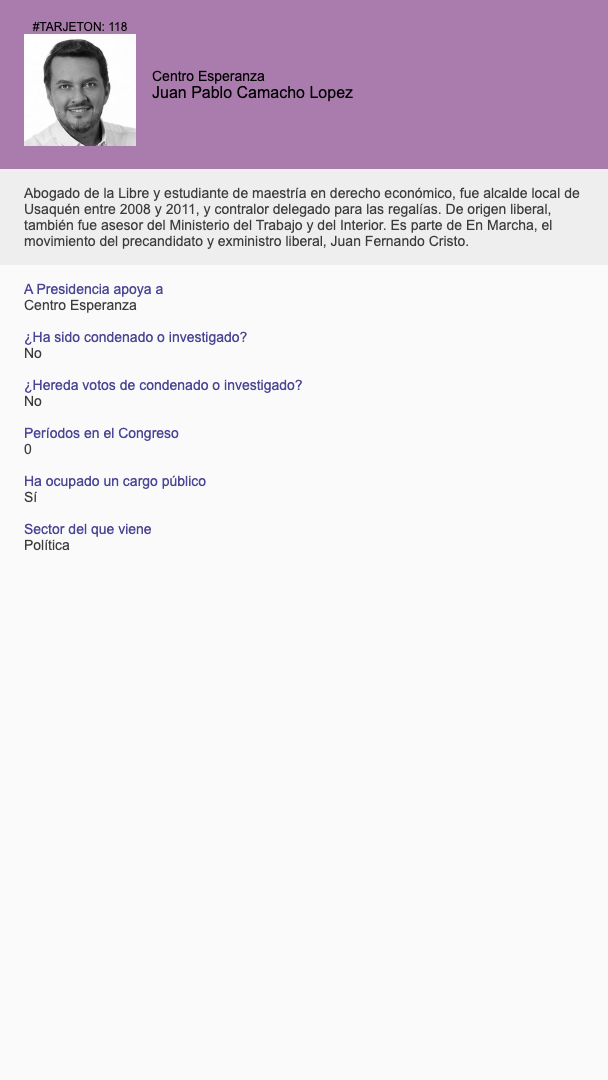 #TARJETON: 118
Centro Esperanza
Juan Pablo Camacho Lopez
Abogado de la Libre y estudiante de maestría en derecho económico, fue alcalde local de
Usaquén entre 2008 y 2011, y contralor delegado para las regalías. De origen liberal,
también fue asesor del Ministerio del Trabajo y del Interior. Es parte de En Marcha, el
movimiento del precandidato y exministro liberal, Juan Fernando Cristo.
A Presidencia apoya a
Centro Esperanza
¿Ha sido condenado o investigado?
No
¿Hereda votos de condenado o investigado?
No
Períodos en el Congreso
0
Ha ocupado un cargo público
Sí
Sector del que viene
Política